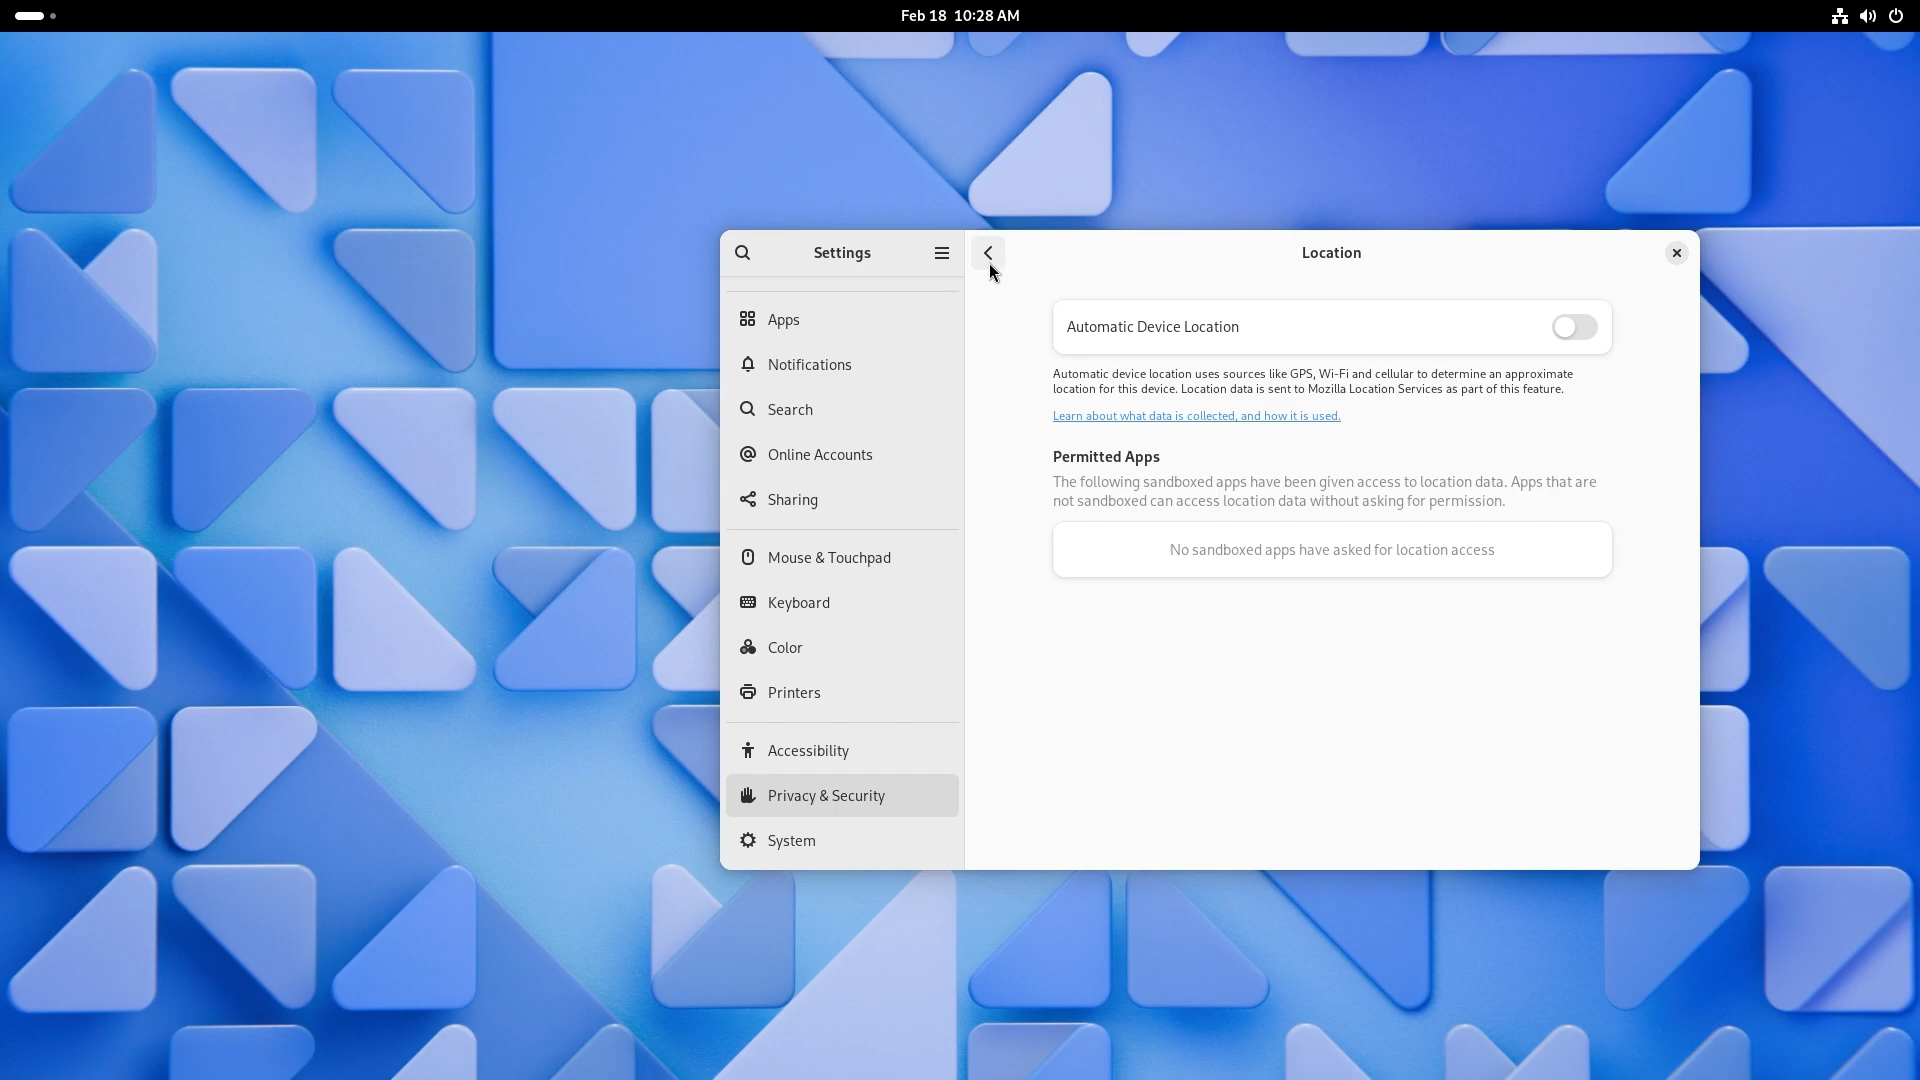 Feb 18 10:28 AM
Settings
Location
Apps
Notifications
Search
Online Accounts
Sharing
Mouse & Touchpad
Keyboard
Color
Printers
Accessibility
Privacy & Security
System
Automatic Device Location
Automatic device location uses sources like GPS, Wi-Fi and cellular to determine an approximate
location for this device. Location data is sent to Mozilla Location Services as part of this feature.
Learn about what data is collected, and how it is used.
Permitted Apps
The following sandboxed apps have been given access to location data. Apps that are
not sandboxed can access location data without asking for permission.
No sandboxed apps have asked for location access